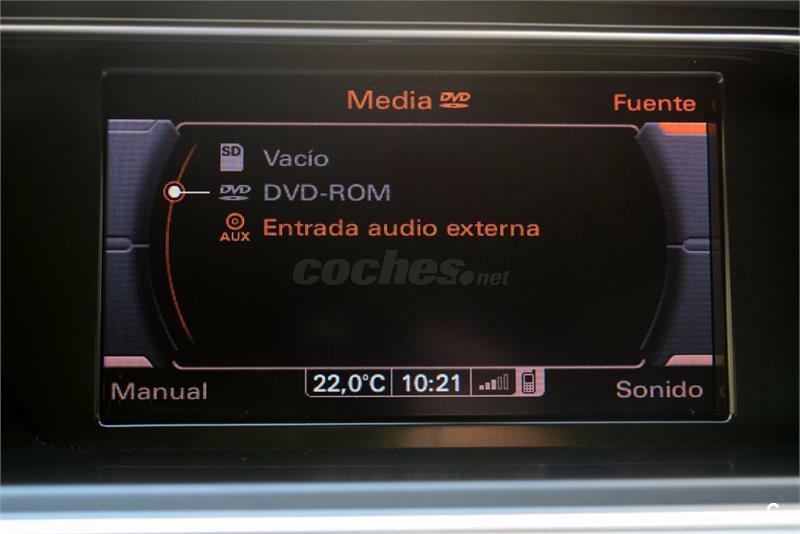 Media DVD
Fuente
SD Vacío
DVD DVD-ROM
AUX Entrada audio externa
coches.net
Manual
22,0°C 10:21
Sonido